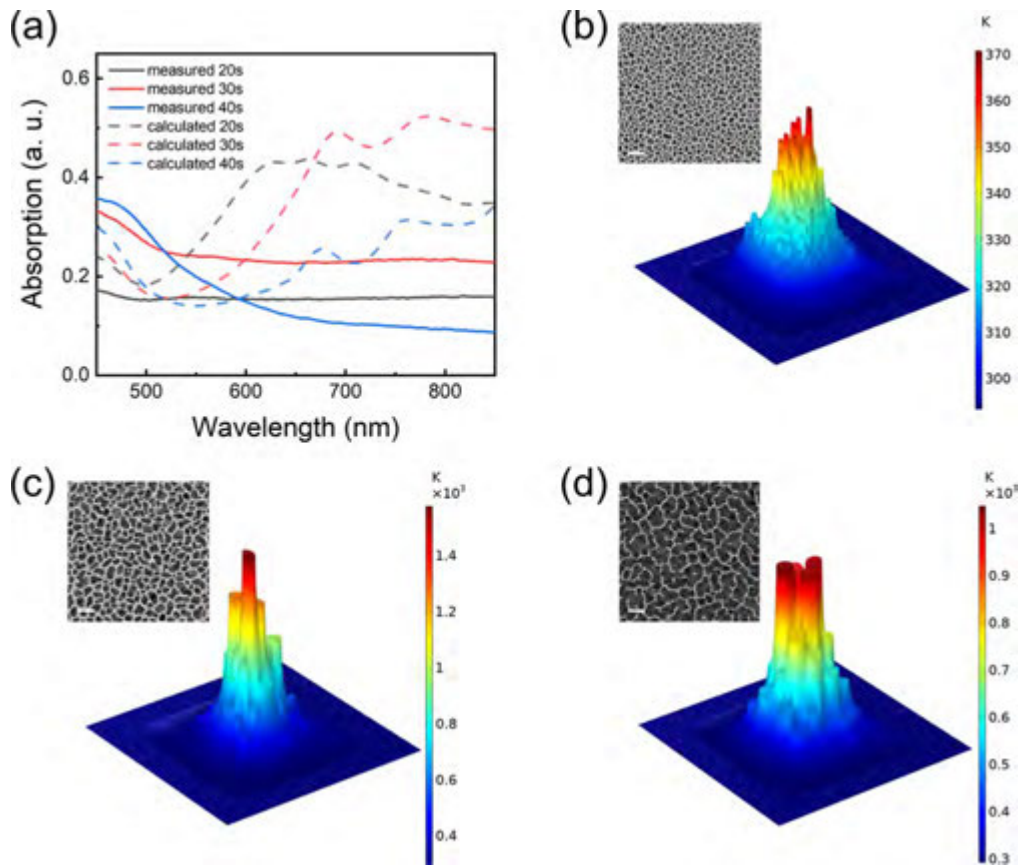 (a)
0.6
0.4
0.2
0.0
Absorption (a. u.)
measured 20s
measured 30s
measured 40s
calculated 20s
calculated 30s
calculated 40s
500 600 700 800
Wavelength (nm)
(b)
K
370
360
350
340
330
320
310
300
(c)
K
×10³
1.4
1.2
1
0.8
0.6
0.4
(d)
K
×10³
1
0.9
0.8
0.7
0.6
0.5
0.4
0.3